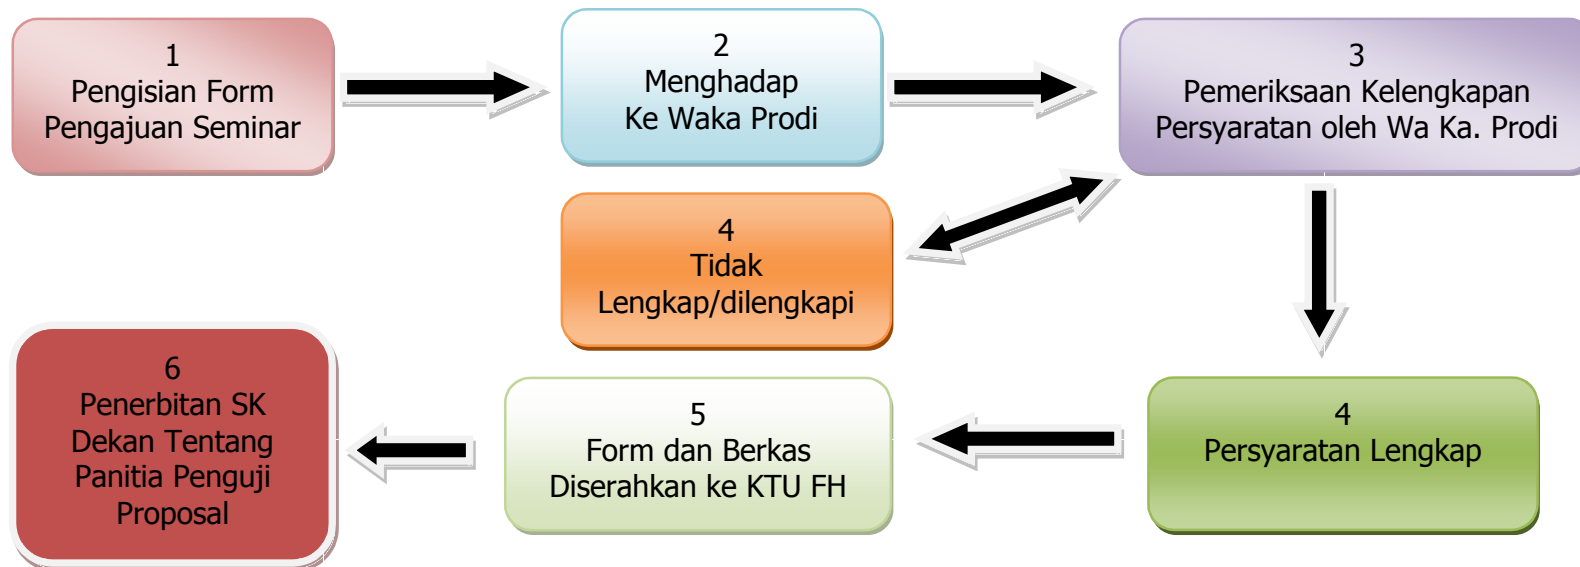 1
Pengisian Form
Pengajuan Seminar
2
Menghadap
Ke Waka Prodi
3
Pemeriksaan Kelengkapan
Persyaratan oleh Wa Ka. Prodi
4
Tidak
Lengkap/dilengkapi
4
Persyaratan Lengkap
5
Form dan Berkas
Diserahkan ke KTU FH
6
Penerbitan SK
Dekan Tentang
Panitia Penguji
Proposal